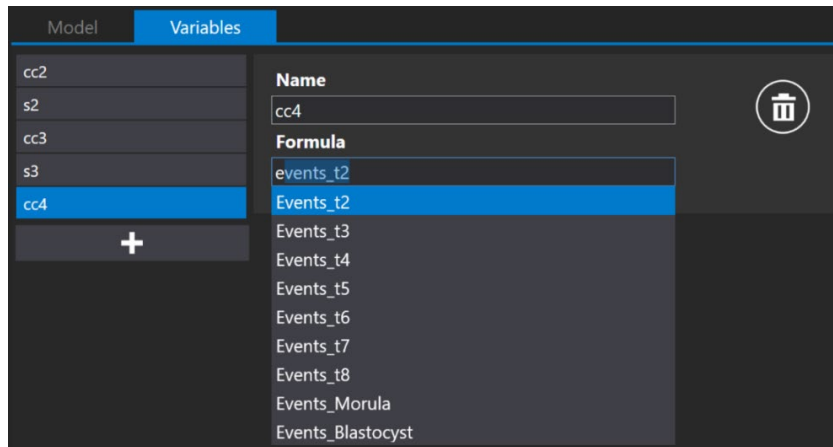 Model Variables
cc2
s2
cc3
s3
cc4
+
Name
cc4
Formula
events_t2
Events_t2
Events_t3
Events_t4
Events_t5
Events_t6
Events_t7
Events_t8
Events_Morula
Events_Blastocyst